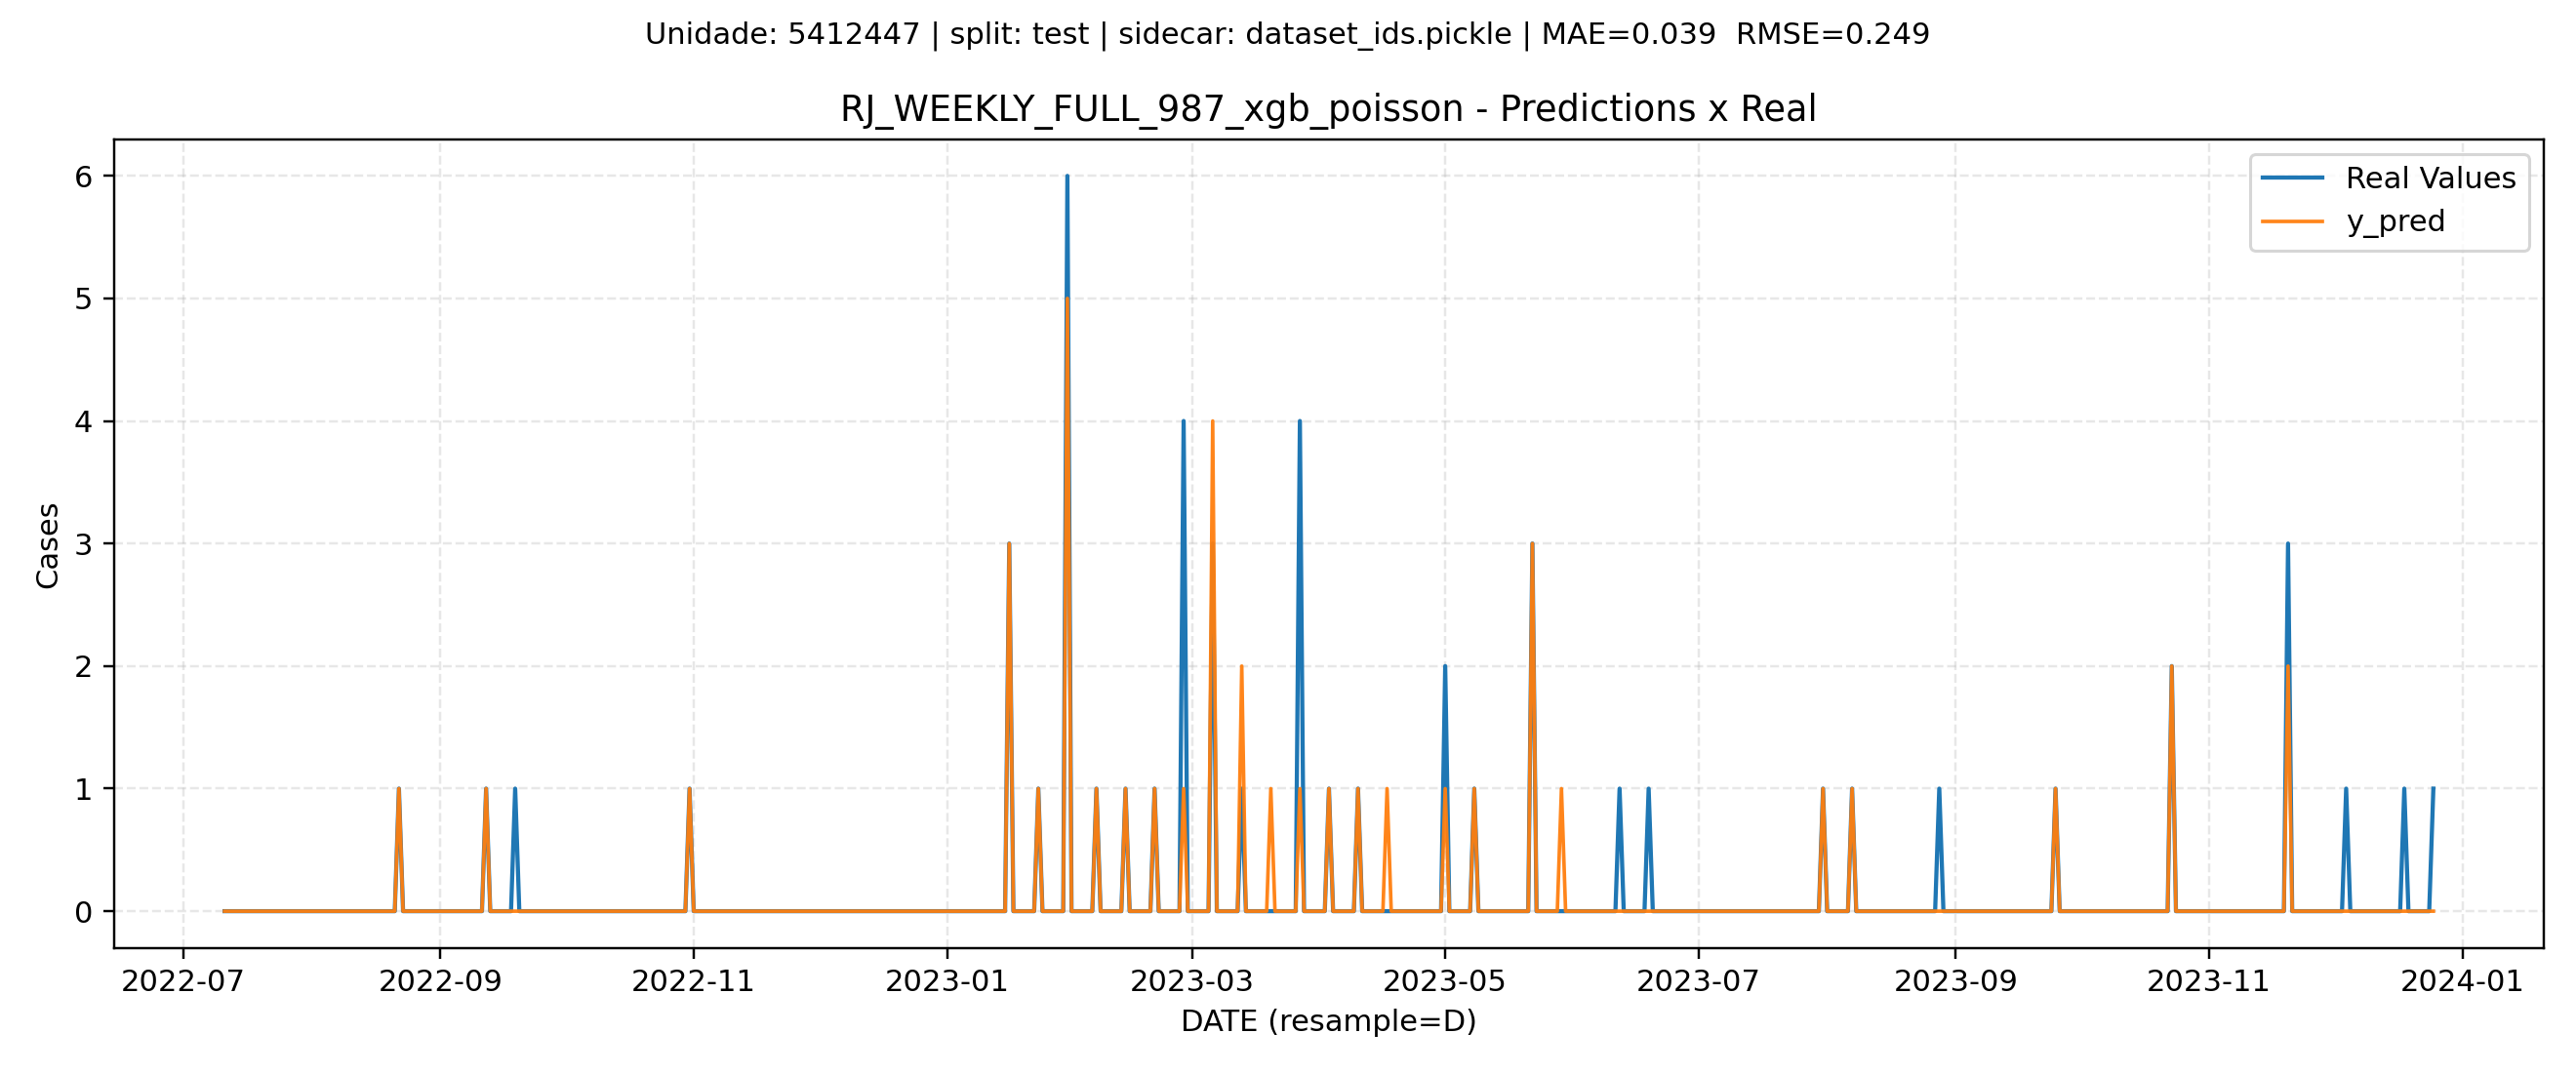 Unidade: 5412447 | split: test | sidecar: dataset_ids.pickle | MAE=0.039  RMSE=0.249
RJ_WEEKLY_FULL_987_xgb_poisson - Predictions x Real
Real Values
y_pred
6
5
4
3
2
1
0
Cases
2022-07
2022-09
2022-11
2023-01
2023-03
2023-05
2023-07
2023-09
2023-11
2024-01
DATE (resample=D)